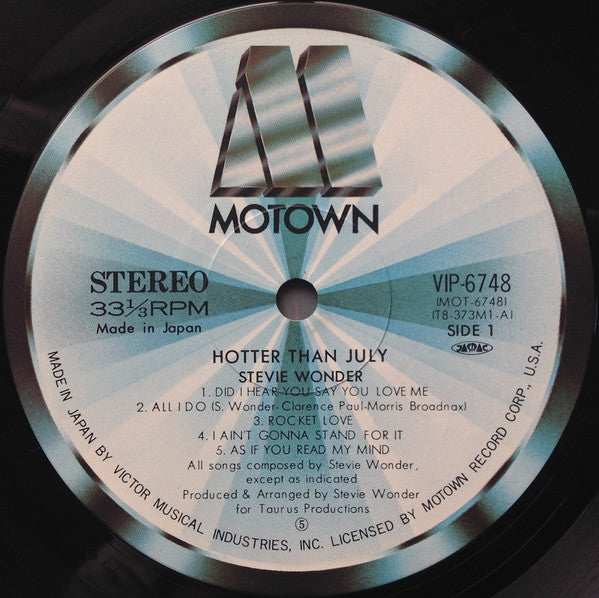 MOTOWN
STEREO
33⅓RPM
Made in Japan
VIP-6748
(MOT-6748)
(T8-373M1-A)
SIDE 1
JASRAC
HOTTER THAN JULY
STEVIE WONDER
1. DID I HEAR YOU SAY YOU LOVE ME
2. ALL I DO (S. Wonder-Clarence Paul-Morris Broadnax)
3. ROCKET LOVE
4. I AIN'T GONNA STAND FOR IT
5. AS IF YOU READ MY MIND
All songs composed by Stevie Wonder,
except as indicated
Produced & Arranged by Stevie Wonder
for Taurus Productions
⑤
MADE IN JAPAN BY VICTOR MUSICAL INDUSTRIES, INC. LICENSED BY MOTOWN RECORD CORP., U.S.A.